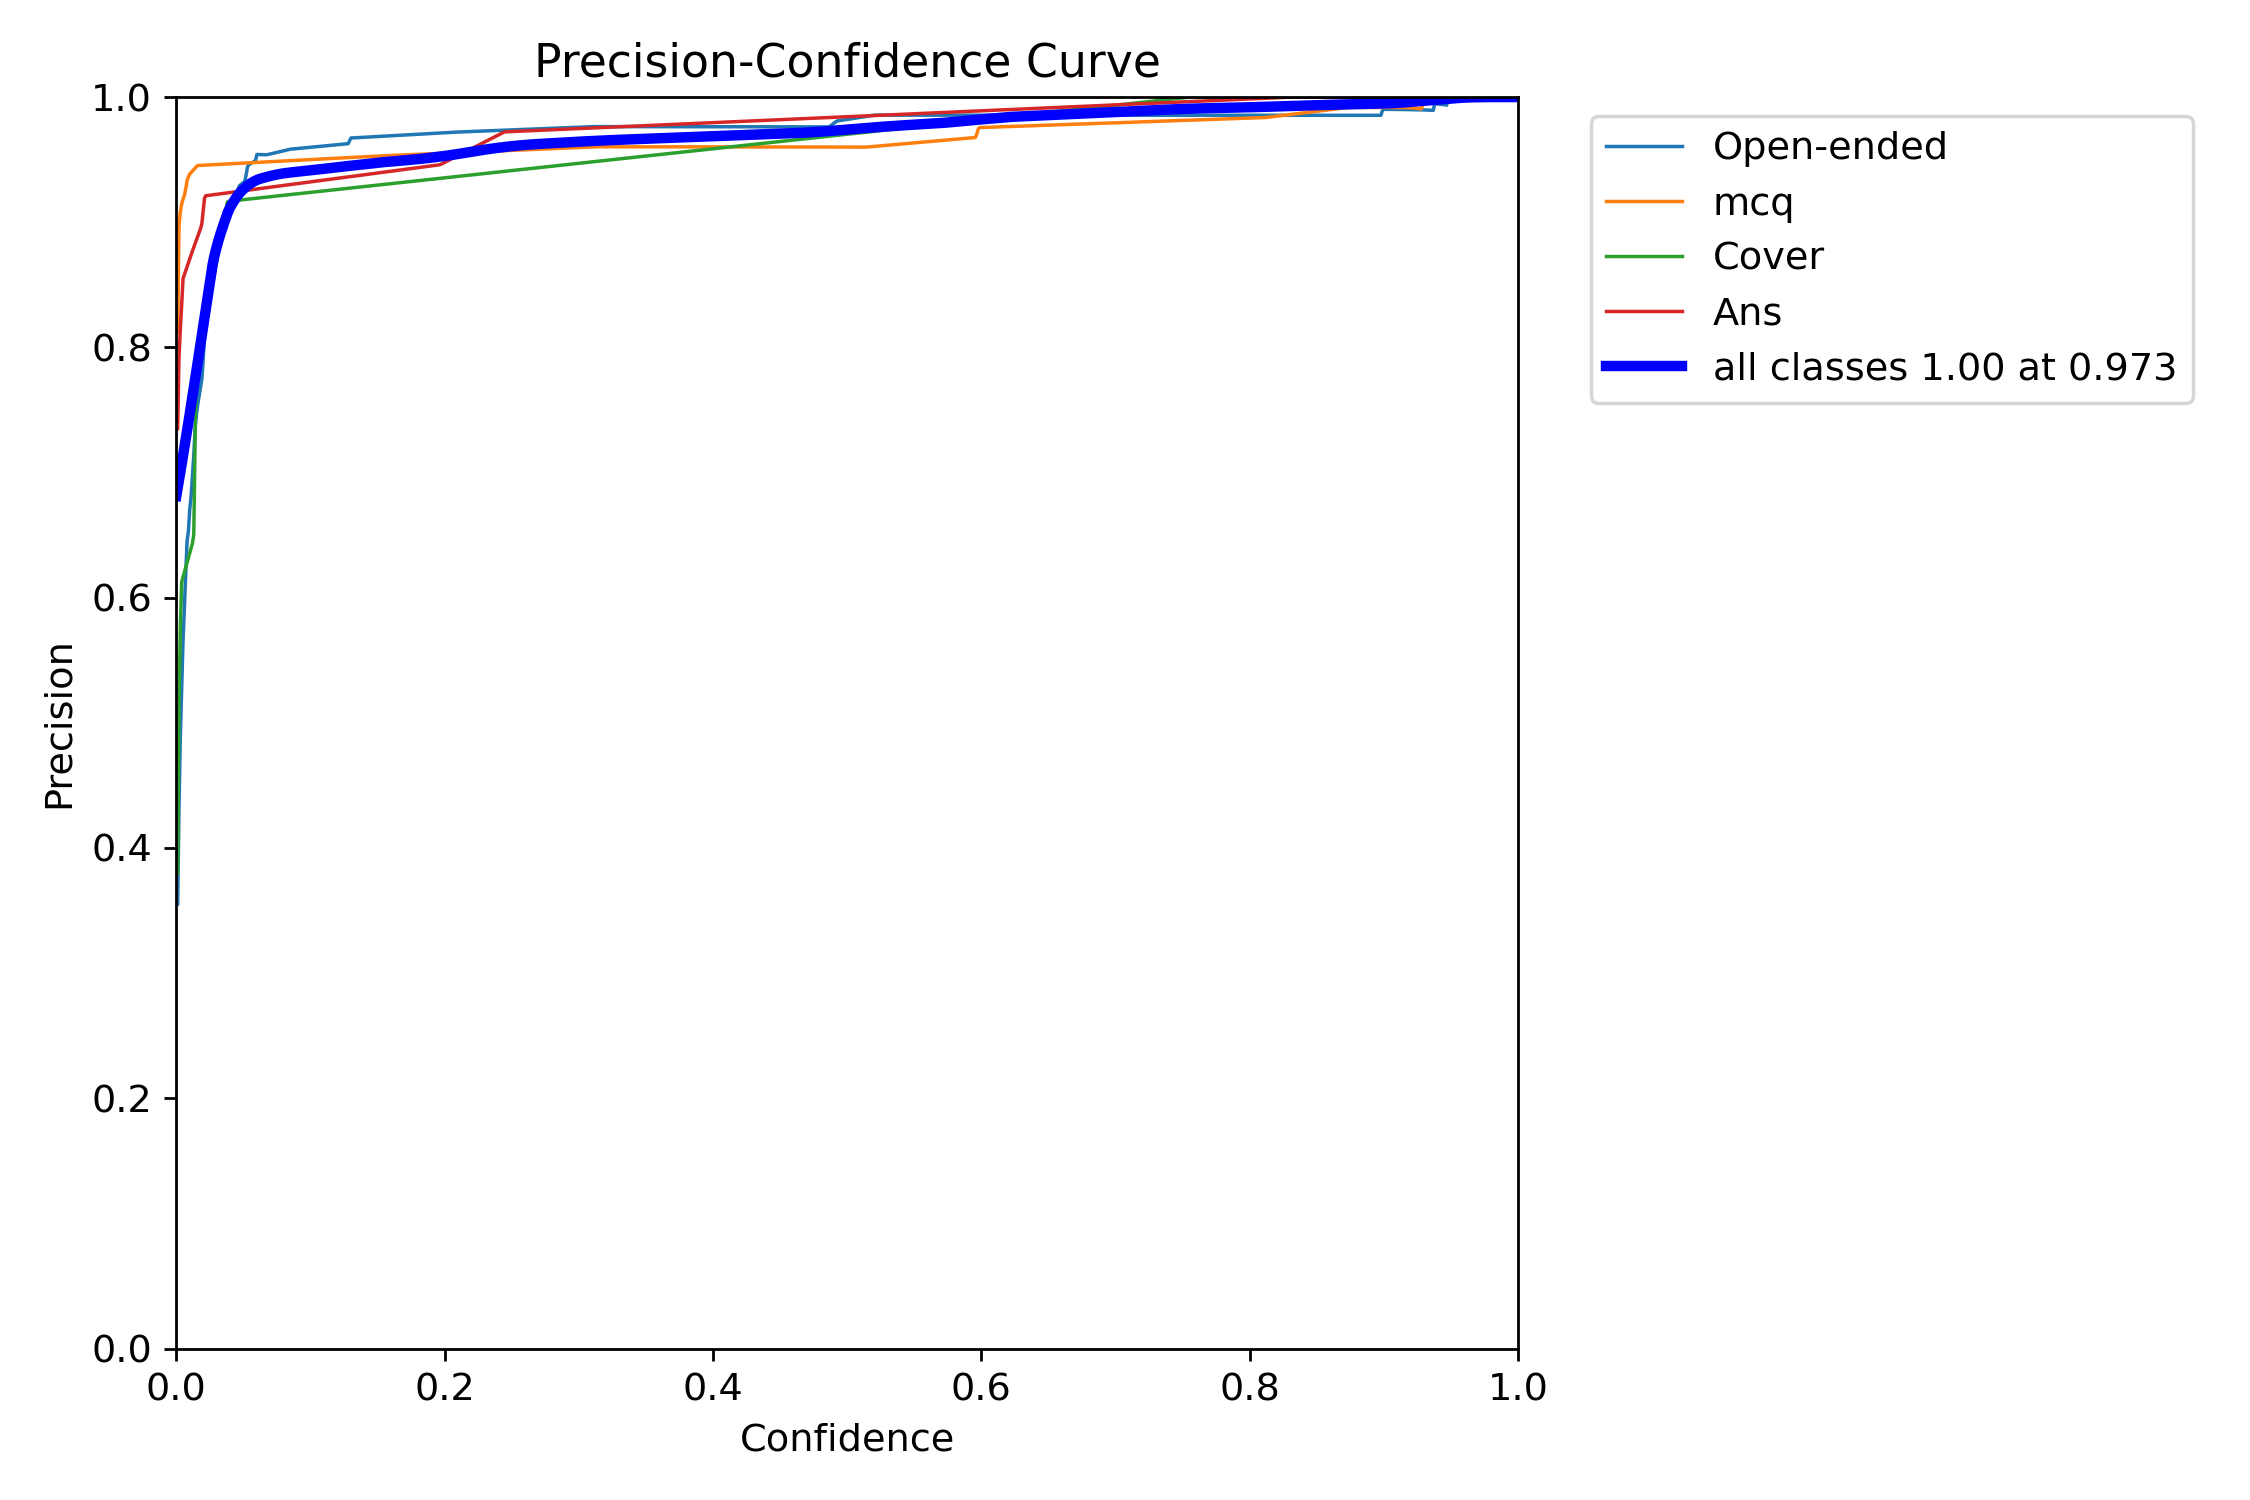 Precision-Confidence Curve
1.0
0.8
0.6
0.4
0.2
0.0
Precision
0.0 0.2 0.4 0.6 0.8 1.0
Confidence
Open-ended
mcq
Cover
Ans
all classes 1.00 at 0.973